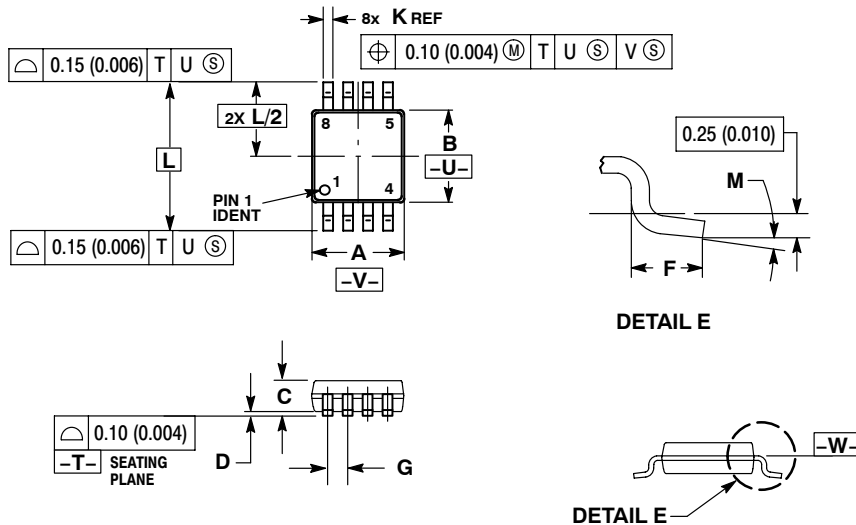 8x K REF
⌖ 0.10 (0.004) Ⓜ T U Ⓢ V Ⓢ
⌓ 0.15 (0.006) T U Ⓢ
2X L/2
8 5
B
–U–
L
PIN 1
IDENT
1
4
⌓ 0.15 (0.006) T U Ⓢ
A
–V–
0.25 (0.010)
M
F
DETAIL E
C
⌓ 0.10 (0.004)
–T– SEATING
PLANE
D
G
–W–
DETAIL E